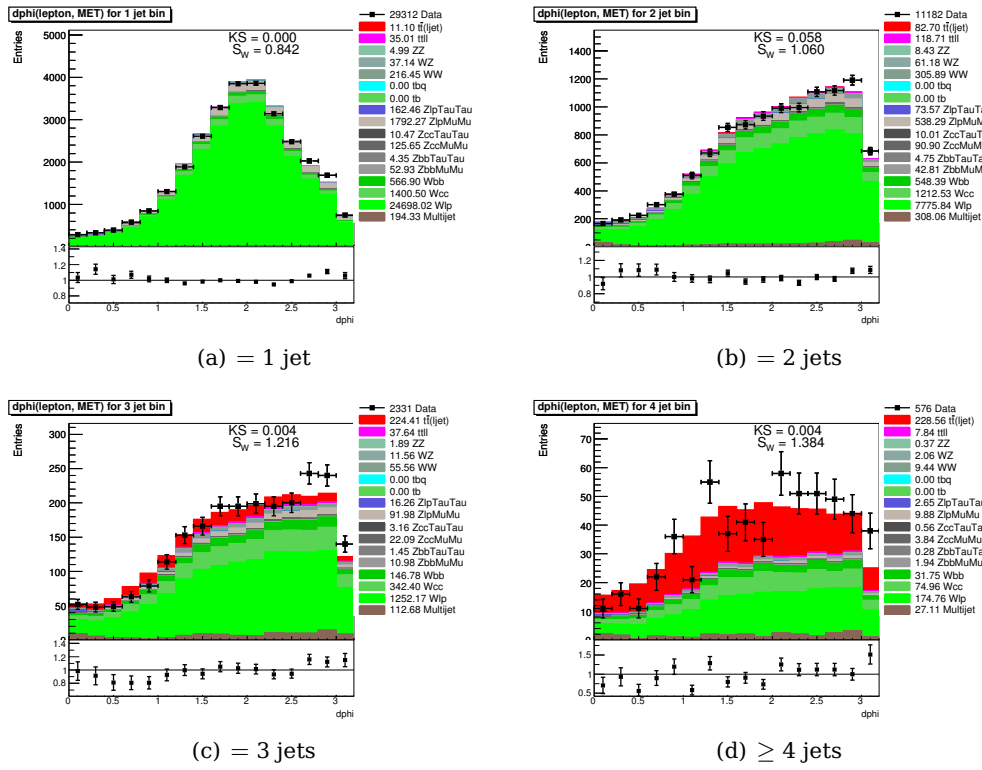 dphi(lepton, MET) for 1 jet bin
Entries
5000
4000
3000
2000
1000
KS = 0.000
S_W = 0.842
1.4
1.2
1
0.8
0 0.5 1 1.5 2 2.5 3
dphi
29312 Data
11.10 tt̄(ljet)
35.01 ttll
4.99 ZZ
37.14 WZ
216.45 WW
0.00 tbq
0.00 tb
162.46 ZlpTauTau
1792.27 ZlpMuMu
10.47 ZccTauTau
125.65 ZccMuMu
4.35 ZbbTauTau
52.93 ZbbMuMu
566.90 Wbb
1400.50 Wcc
24698.02 Wlp
194.33 Multijet
(a) = 1 jet
dphi(lepton, MET) for 2 jet bin
Entries
1400
1200
1000
800
600
400
200
KS = 0.058
S_W = 1.060
1.2
1
0.8
0 0.5 1 1.5 2 2.5 3
dphi
11182 Data
82.70 tt̄(ljet)
118.71 ttll
8.43 ZZ
61.18 WZ
305.89 WW
0.00 tbq
0.00 tb
73.57 ZlpTauTau
538.29 ZlpMuMu
10.01 ZccTauTau
90.90 ZccMuMu
4.75 ZbbTauTau
42.81 ZbbMuMu
548.39 Wbb
1212.53 Wcc
7775.84 Wlp
308.06 Multijet
(b) = 2 jets
dphi(lepton, MET) for 3 jet bin
Entries
300
250
200
150
100
50
KS = 0.004
S_W = 1.216
1.4
1.2
1
0.8
0 0.5 1 1.5 2 2.5 3
dphi
2331 Data
224.41 tt̄(ljet)
37.64 ttll
1.89 ZZ
11.56 WZ
55.56 WW
0.00 tbq
0.00 tb
16.26 ZlpTauTau
91.98 ZlpMuMu
3.16 ZccTauTau
22.09 ZccMuMu
1.45 ZbbTauTau
10.98 ZbbMuMu
146.78 Wbb
342.40 Wcc
1252.17 Wlp
112.68 Multijet
(c) = 3 jets
dphi(lepton, MET) for 4 jet bin
Entries
70
60
50
40
30
20
10
KS = 0.004
S_W = 1.384
1.5
1
0.5
0 0.5 1 1.5 2 2.5 3
dphi
576 Data
228.56 tt̄(ljet)
7.84 ttll
0.37 ZZ
2.06 WZ
9.44 WW
0.00 tbq
0.00 tb
2.65 ZlpTauTau
9.88 ZlpMuMu
0.56 ZccTauTau
3.84 ZccMuMu
0.28 ZbbTauTau
1.94 ZbbMuMu
31.75 Wbb
74.96 Wcc
174.76 Wlp
27.11 Multijet
(d) ≥ 4 jets